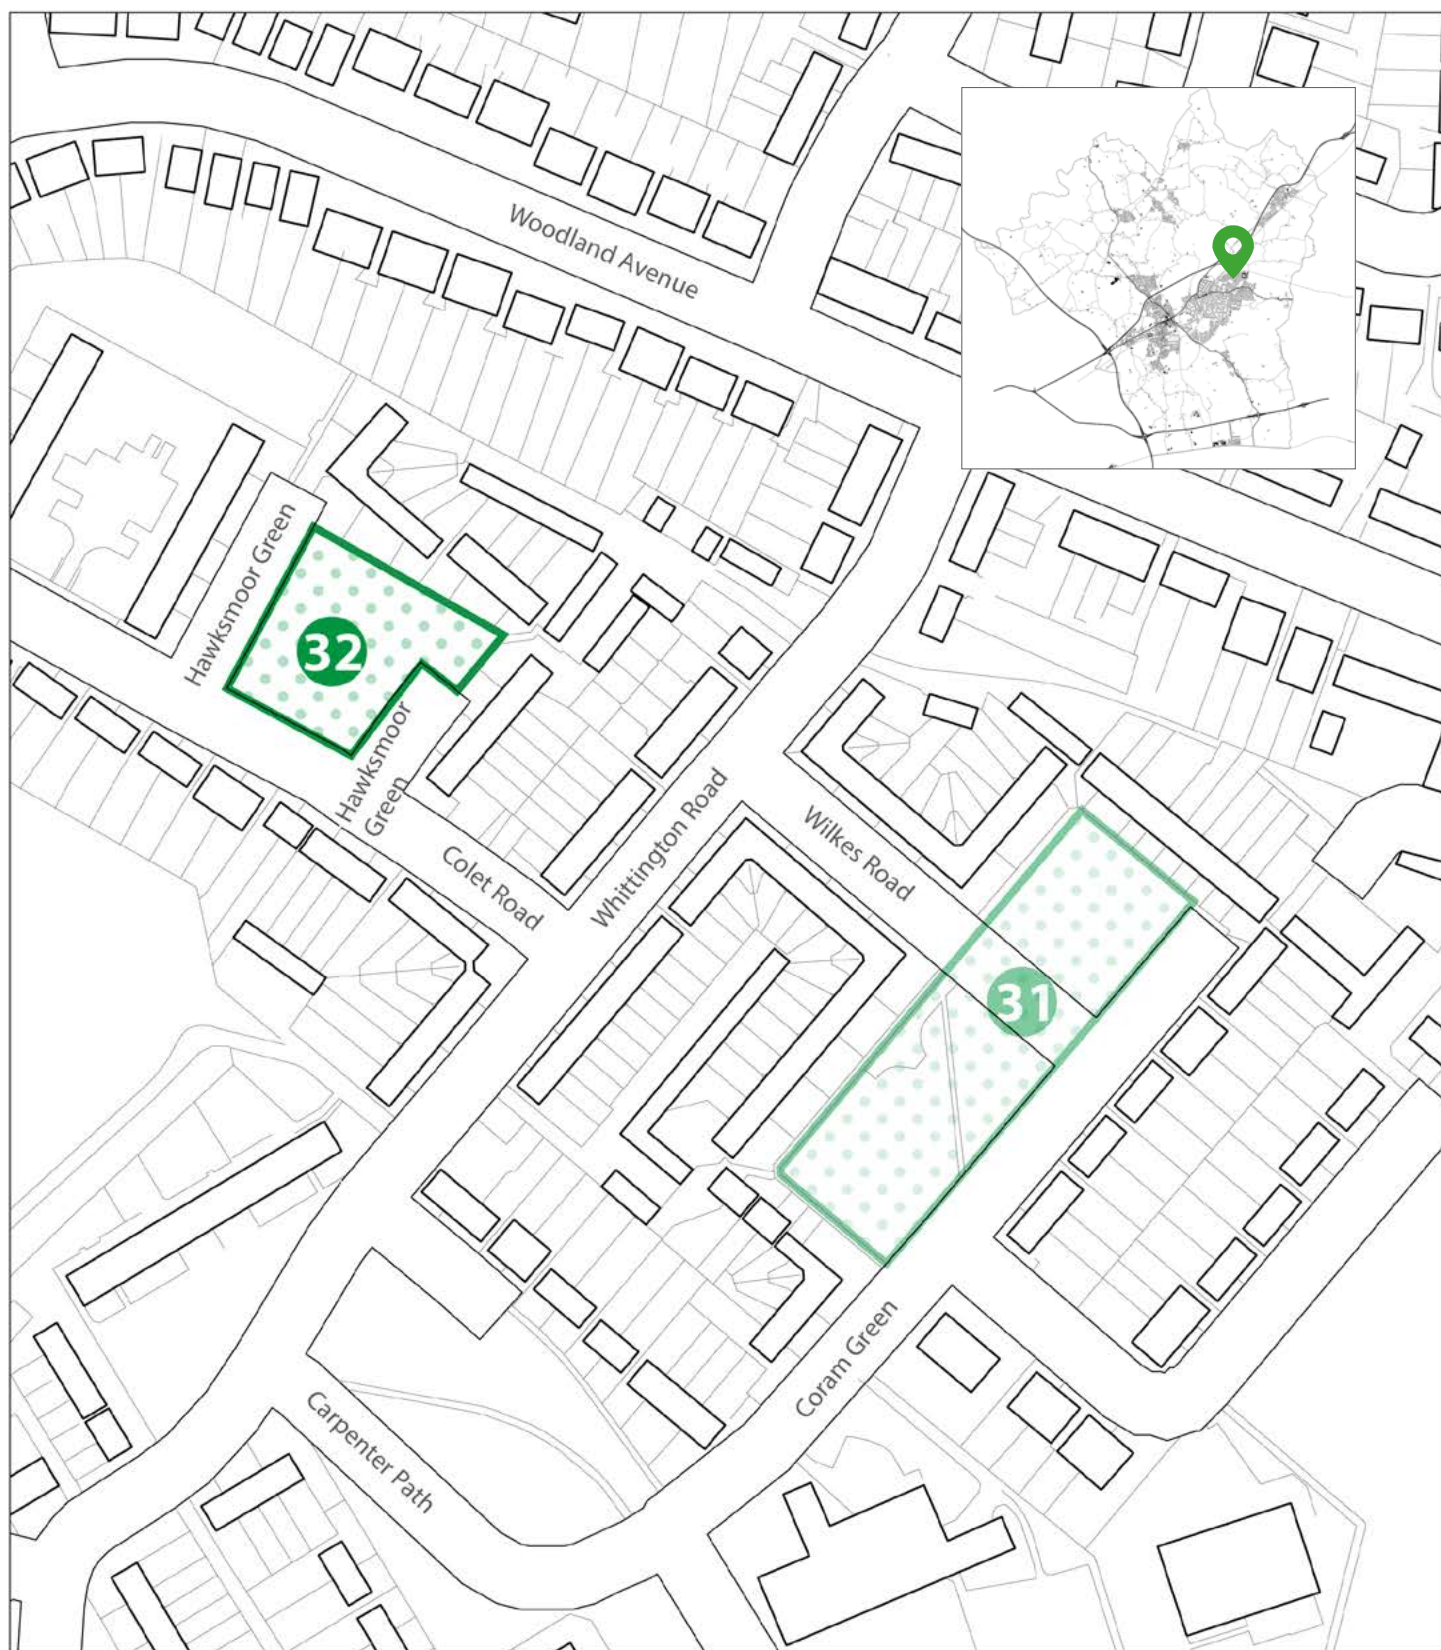 Woodland Avenue
Hawksmoor Green
32
Hawksmoor
Green
Colet Road
Whittington Road
Wilkes Road
31
Coram Green
Carpenter Path